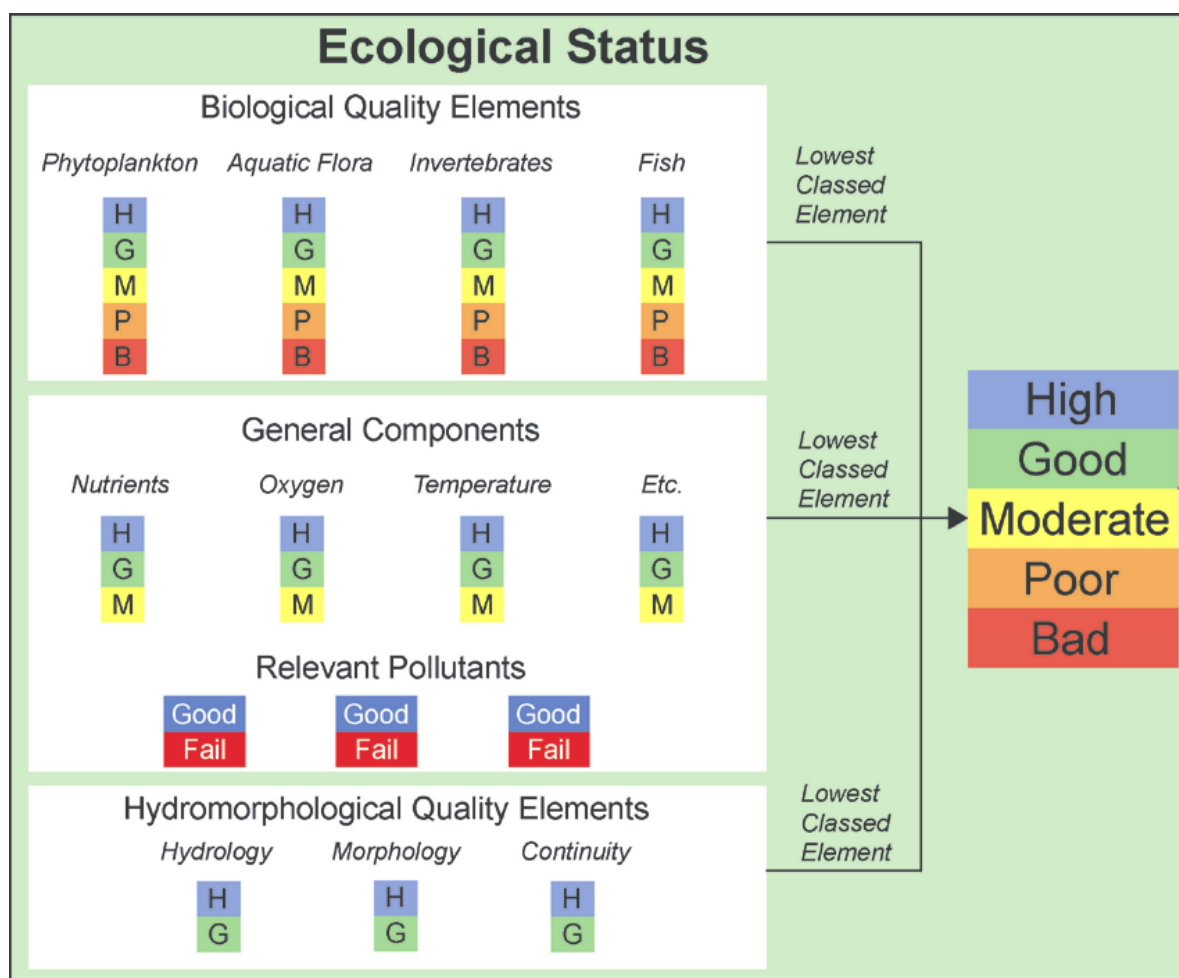 Ecological Status
Biological Quality Elements
Phytoplankton Aquatic Flora Invertebrates Fish
H H H H
G G G G
M M M M
P P P P
B B B B
Lowest
Classed
Element
General Components
Nutrients Oxygen Temperature Etc.
H H H H
G G G G
M M M M
Lowest
Classed
Element
Relevant Pollutants
Good Good Good
Fail Fail Fail
Hydromorphological Quality Elements
Hydrology Morphology Continuity
H H H
G G G
Lowest
Classed
Element
High
Good
Moderate
Poor
Bad